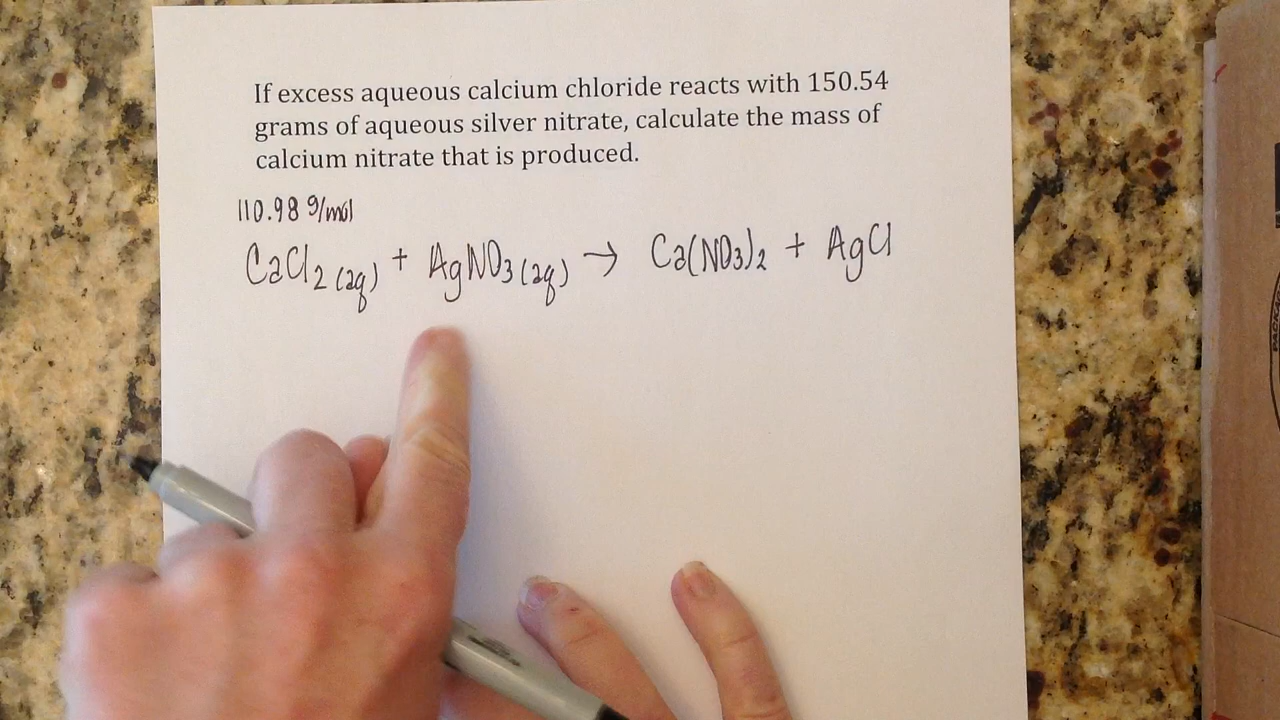 If excess aqueous calcium chloride reacts with 150.54
grams of aqueous silver nitrate, calculate the mass of
calcium nitrate that is produced.
110.98 g/mol
CaCl2 (aq) + AgNO3 (aq) → Ca(NO3)2 + AgCl